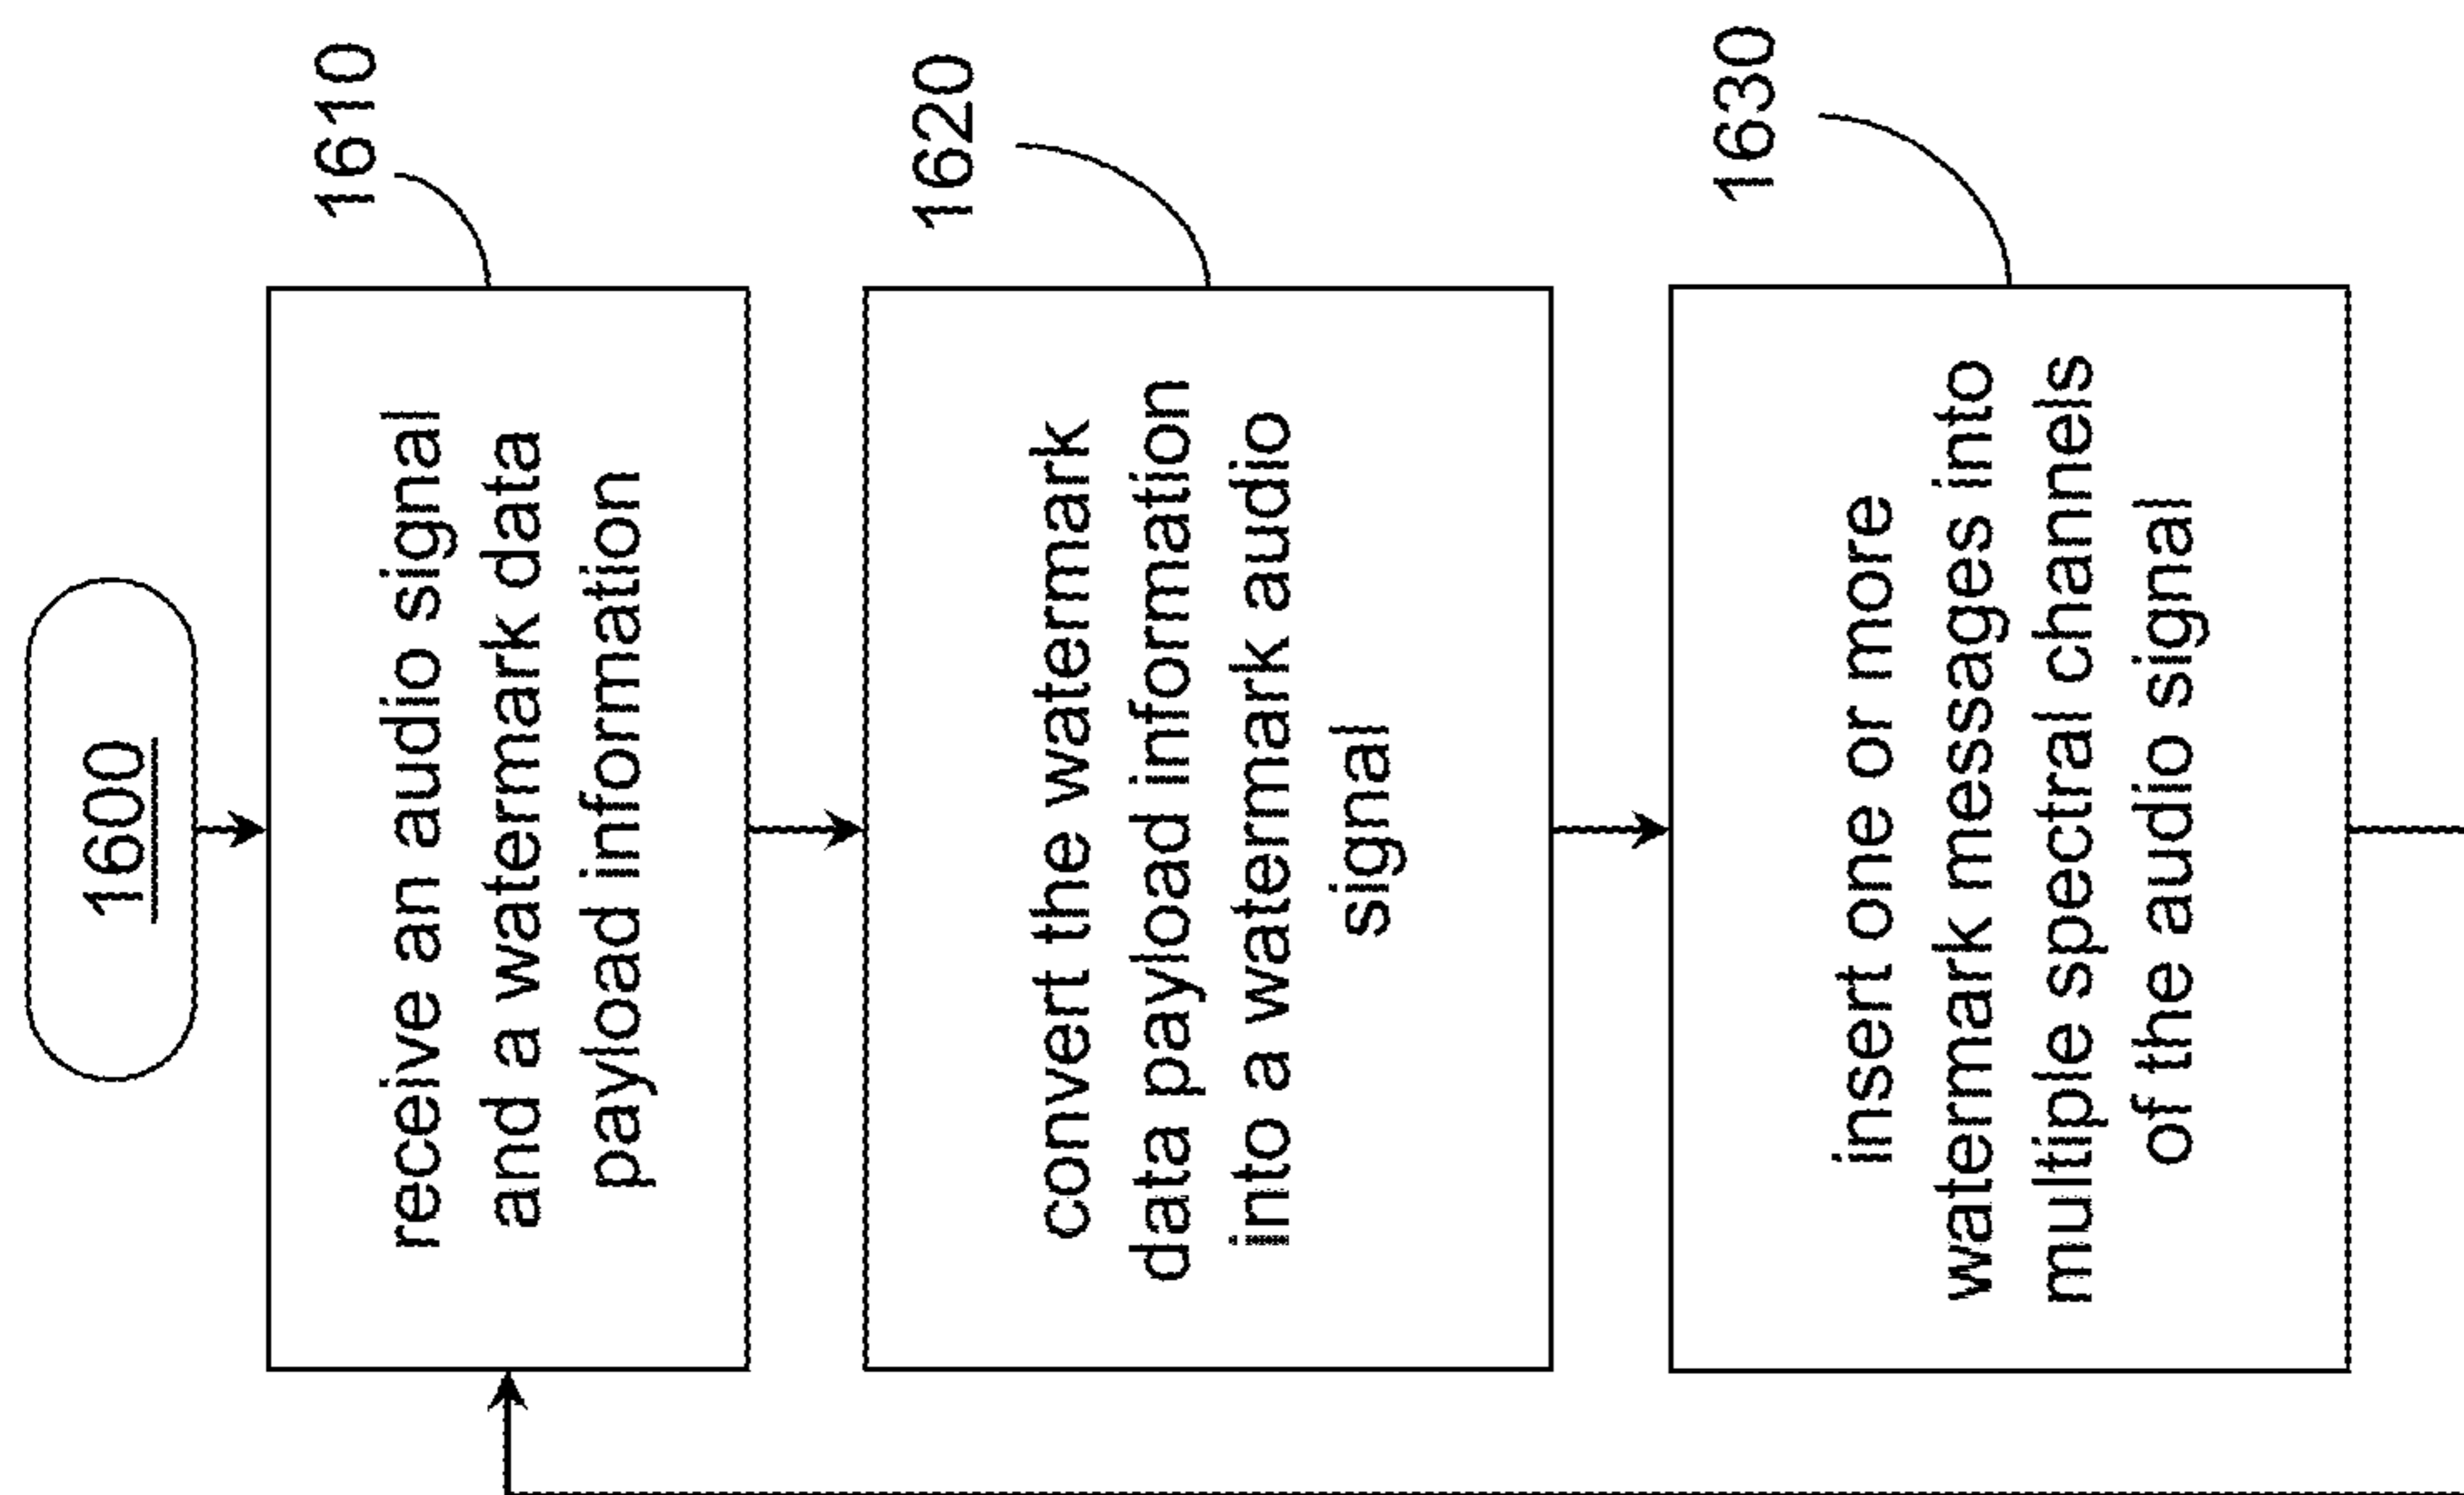 1600
1610
receive an audio signal
and a watermark data
payload information
1620
convert the watermark
data payload information
into a watermark audio
signal
1630
insert one or more
watermark messages into
multiple spectral channels
of the audio signal